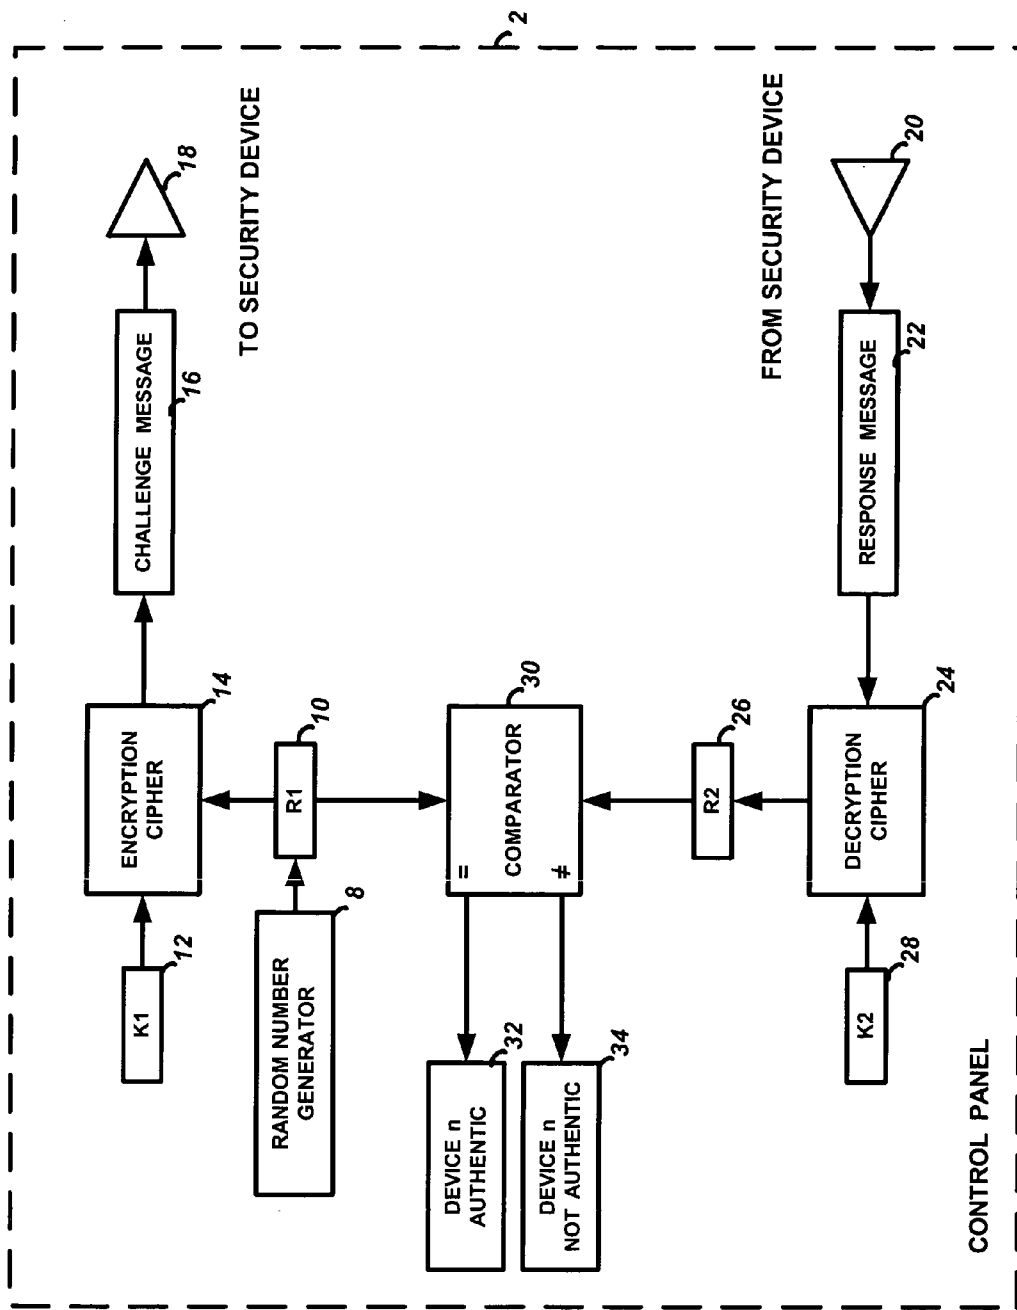 2
K1
12
ENCRYPTION
CIPHER
14
CHALLENGE MESSAGE
16
18
TO SECURITY DEVICE
RANDOM NUMBER
GENERATOR
8
R1
10
DEVICE n
AUTHENTIC
32
DEVICE n
NOT AUTHENTIC
34
=
COMPARATOR
≠
30
R2
26
FROM SECURITY DEVICE
K2
28
DECRYPTION
CIPHER
24
RESPONSE MESSAGE
22
20
CONTROL PANEL